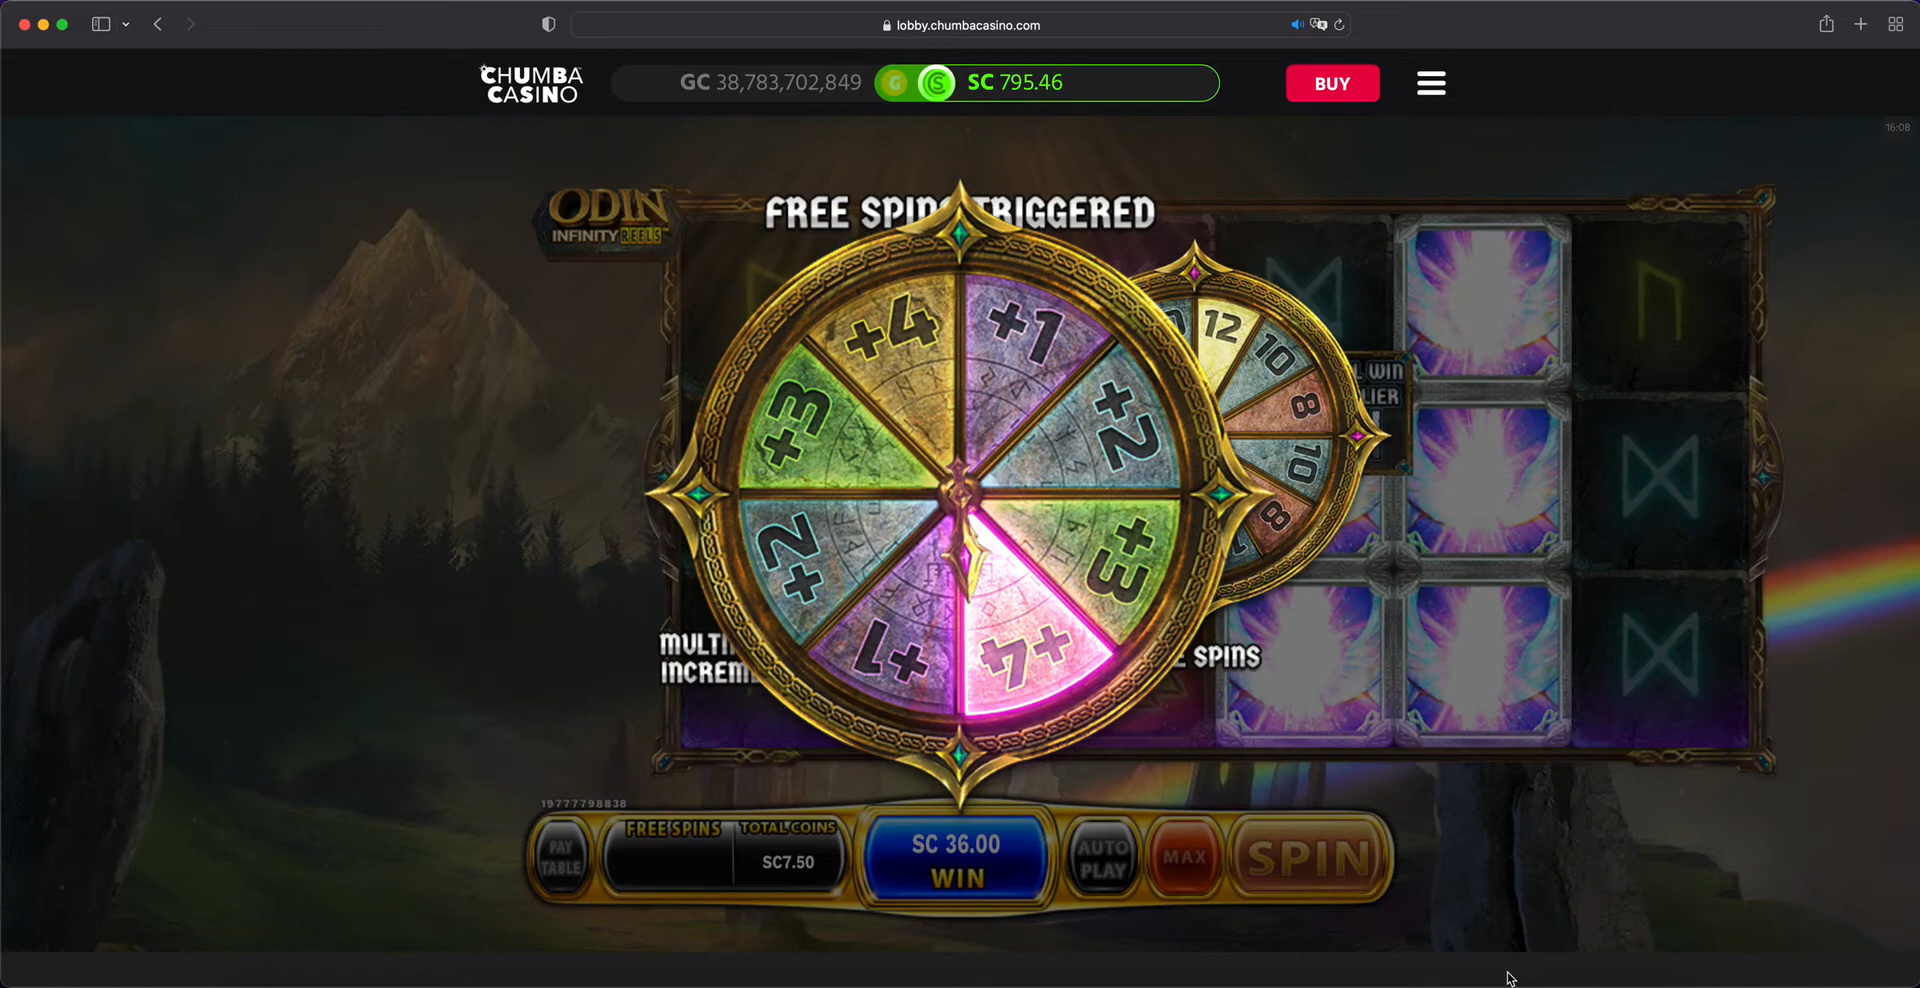 lobby.chumbacasino.com
CHUMBA
CASINO
GC 38,783,702,849
G
S
SC 795.46
BUY
16:08
ODIN
INFINITY REELS
FREE SPINS TRIGGERED
+4
+1
+3
+2
+2
+3
+1
+4
12
10
8
10
8
WIN
MULTI
INCREM
SPINS
19777798838
PAY
TABLE
FREE SPINS
TOTAL COINS
SC7.50
SC 36.00
WIN
AUTO
PLAY
MAX
SPIN